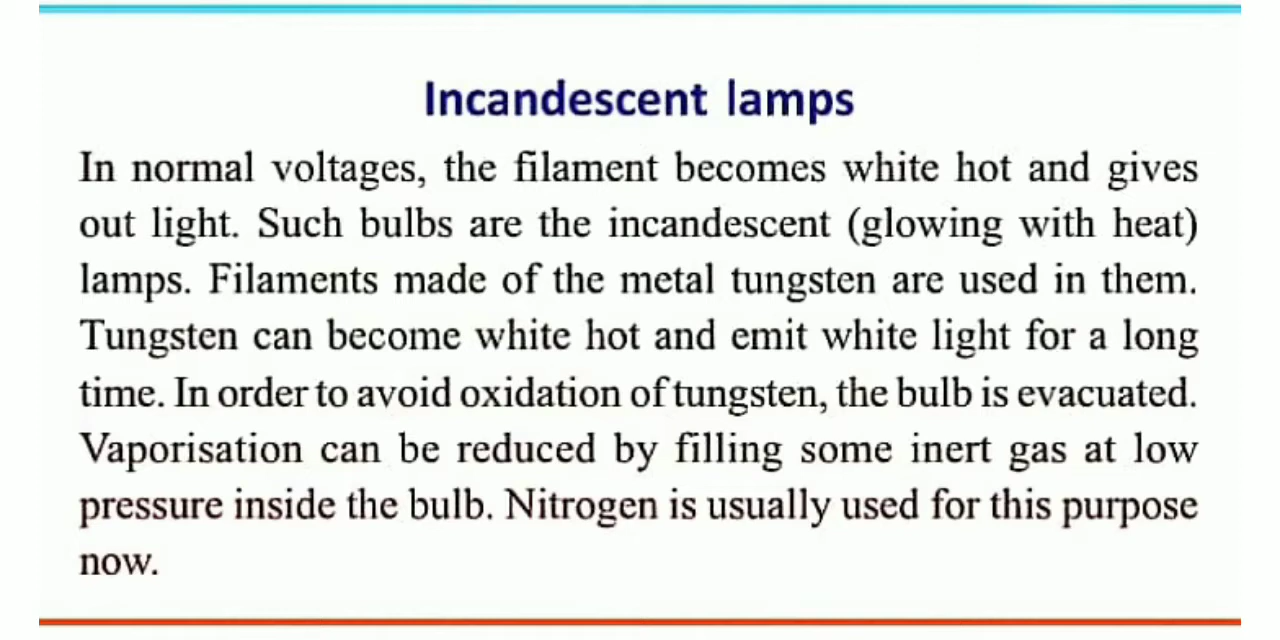 Incandescent lamps
In normal voltages, the filament becomes white hot and gives
out light. Such bulbs are the incandescent (glowing with heat)
lamps. Filaments made of the metal tungsten are used in them.
Tungsten can become white hot and emit white light for a long
time. In order to avoid oxidation of tungsten, the bulb is evacuated.
Vaporisation can be reduced by filling some inert gas at low
pressure inside the bulb. Nitrogen is usually used for this purpose
now.